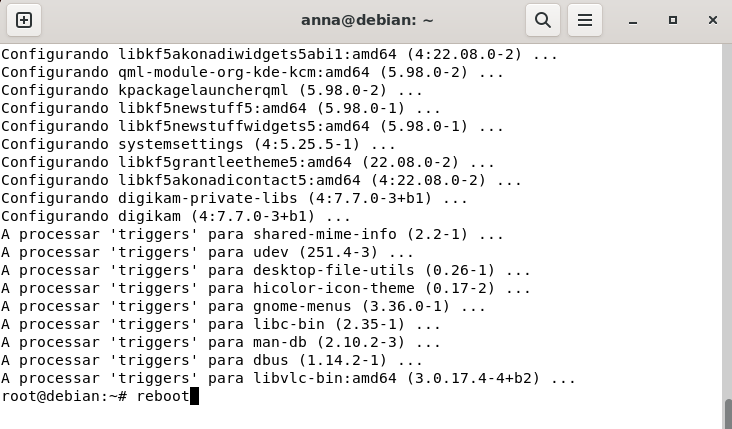 anna@debian: ~
Configurando libkf5akonadiwidgets5abi1:amd64 (4:22.08.0-2) ...
Configurando qml-module-org-kde-kcm:amd64 (5.98.0-2) ...
Configurando kpackagelauncherqml (5.98.0-2) ...
Configurando libkf5newstuff5:amd64 (5.98.0-1) ...
Configurando libkf5newstuffwidgets5:amd64 (5.98.0-1) ...
Configurando systemsettings (4:5.25.5-1) ...
Configurando libkf5grantleetheme5:amd64 (22.08.0-2) ...
Configurando libkf5akonadicontact5:amd64 (4:22.08.0-2) ...
Configurando digikam-private-libs (4:7.7.0-3+b1) ...
Configurando digikam (4:7.7.0-3+b1) ...
A processar 'triggers' para shared-mime-info (2.2-1) ...
A processar 'triggers' para udev (251.4-3) ...
A processar 'triggers' para desktop-file-utils (0.26-1) ...
A processar 'triggers' para hicolor-icon-theme (0.17-2) ...
A processar 'triggers' para gnome-menus (3.36.0-1) ...
A processar 'triggers' para libc-bin (2.35-1) ...
A processar 'triggers' para man-db (2.10.2-3) ...
A processar 'triggers' para dbus (1.14.2-1) ...
A processar 'triggers' para libvlc-bin:amd64 (3.0.17.4-4+b2) ...
root@debian:~# reboot